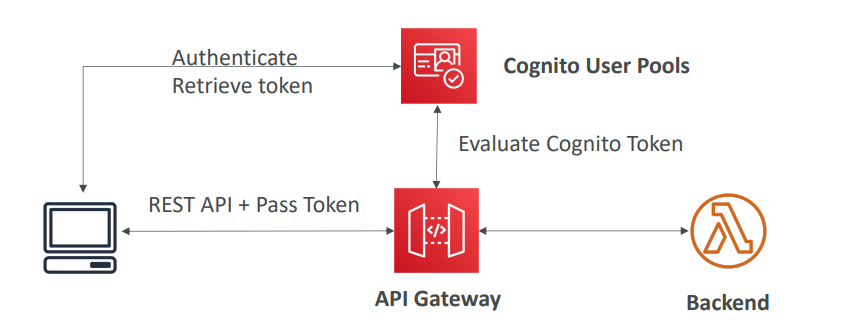 Authenticate
Retrieve token
Cognito User Pools
Evaluate Cognito Token
REST API + Pass Token
</>
API Gateway
Backend